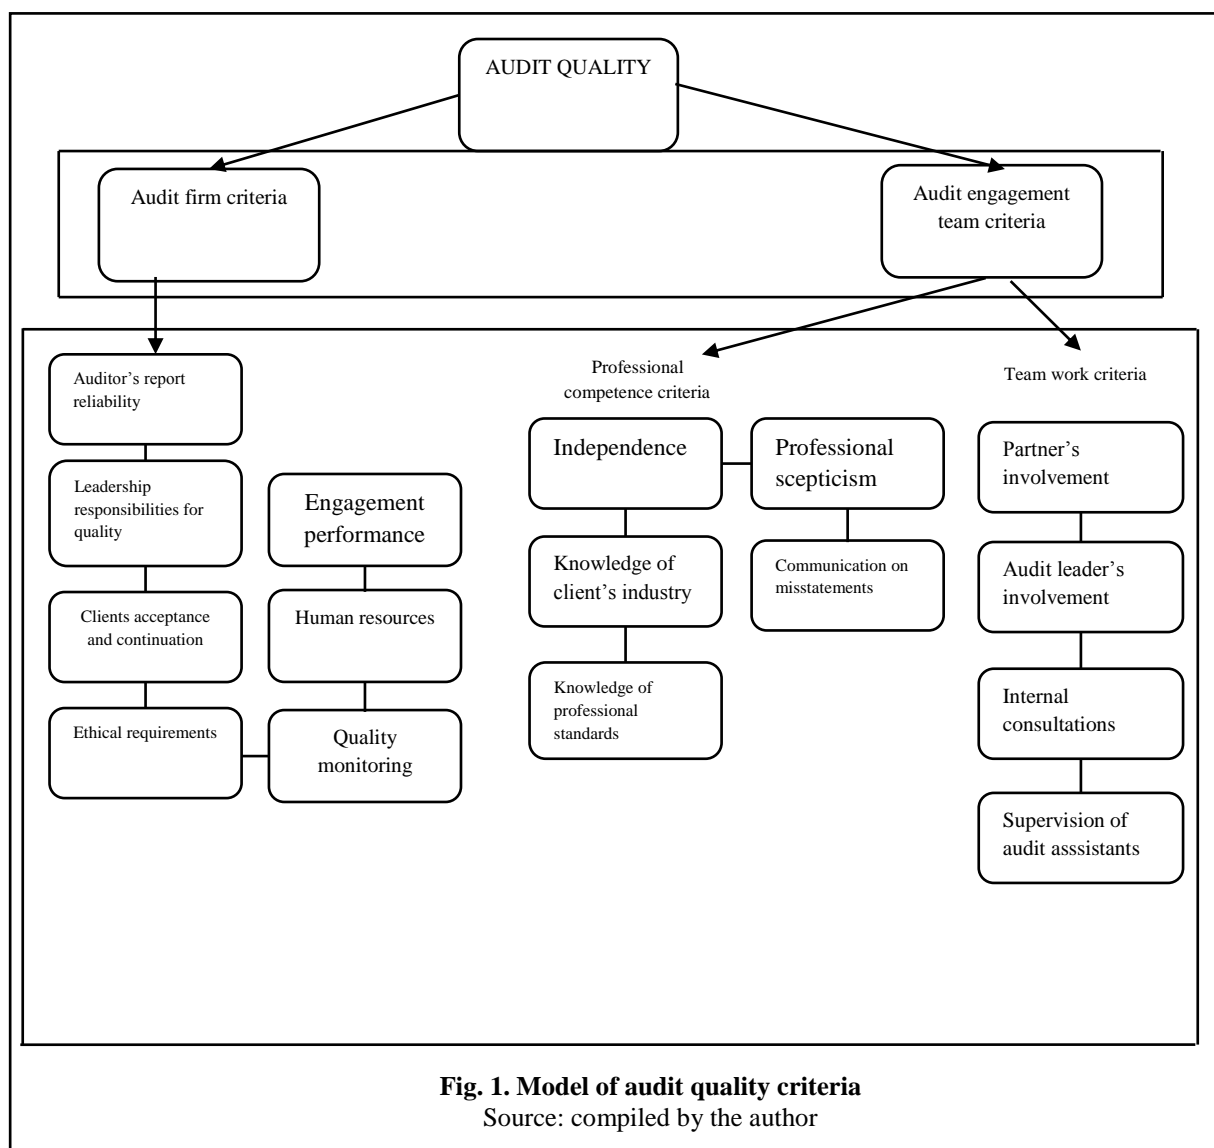 AUDIT QUALITY
Audit firm criteria
Audit engagement
team criteria
Auditor’s report
reliability
Leadership
responsibilities for
quality
Clients acceptance
and continuation
Ethical requirements
Engagement
performance
Human resources
Quality
monitoring
Professional
competence criteria
Independence
Knowledge of
client’s industry
Knowledge of
professional
standards
Professional
scepticism
Communication on
misstatements
Team work criteria
Partner’s
involvement
Audit leader’s
involvement
Internal
consultations
Supervision of
audit asssistants
Fig. 1. Model of audit quality criteria
Source: compiled by the author